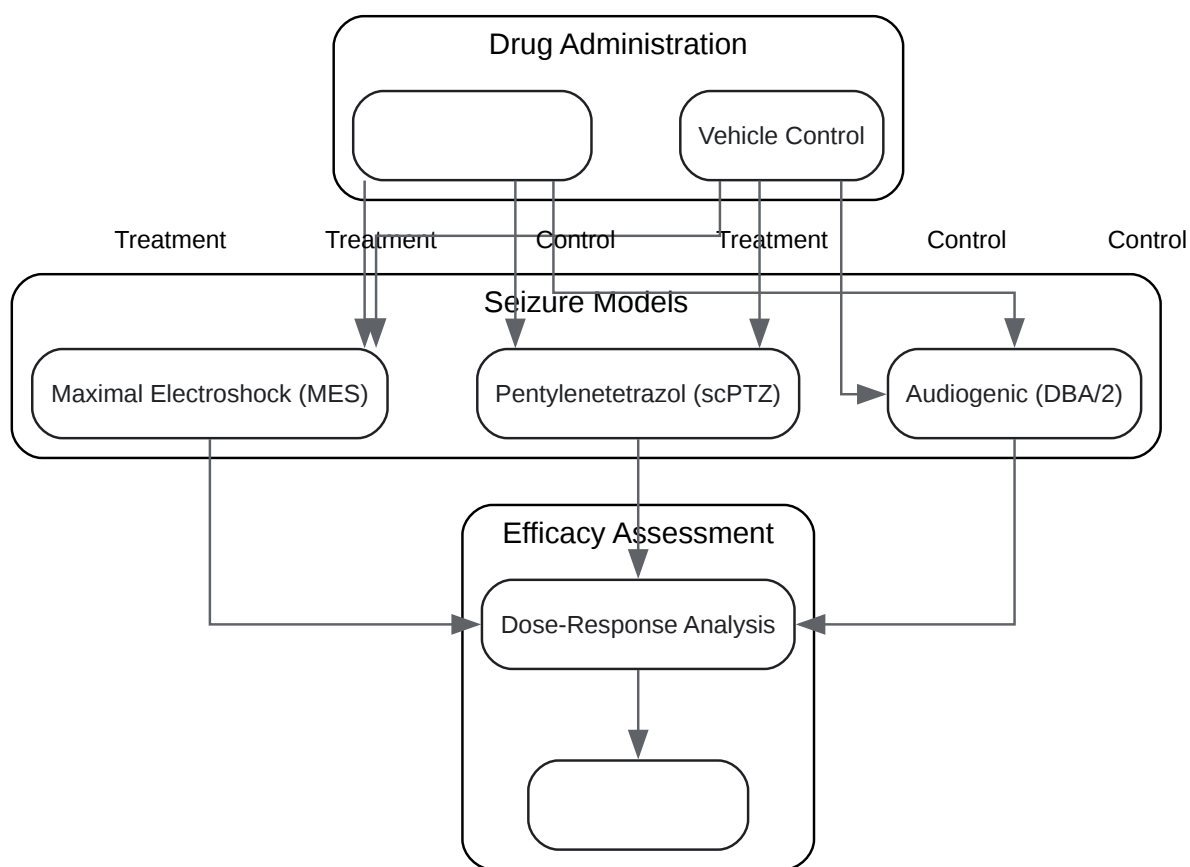 Drug Administration
Vehicle Control
Treatment
Treatment
Control
Treatment
Control
Control
Seizure Models
Maximal Electroshock (MES)
Pentylenetetrazol (scPTZ)
Audiogenic (DBA/2)
Efficacy Assessment
Dose-Response Analysis